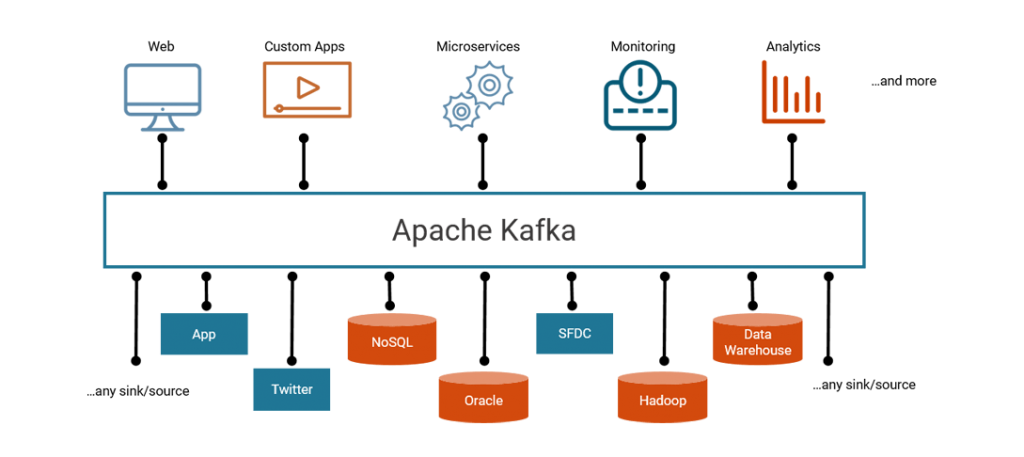 Web
Custom Apps
Microservices
Monitoring
Analytics
...and more
Apache Kafka
App
NoSQL
SFDC
Data
Warehouse
...any sink/source
Twitter
Oracle
Hadoop
...any sink/source